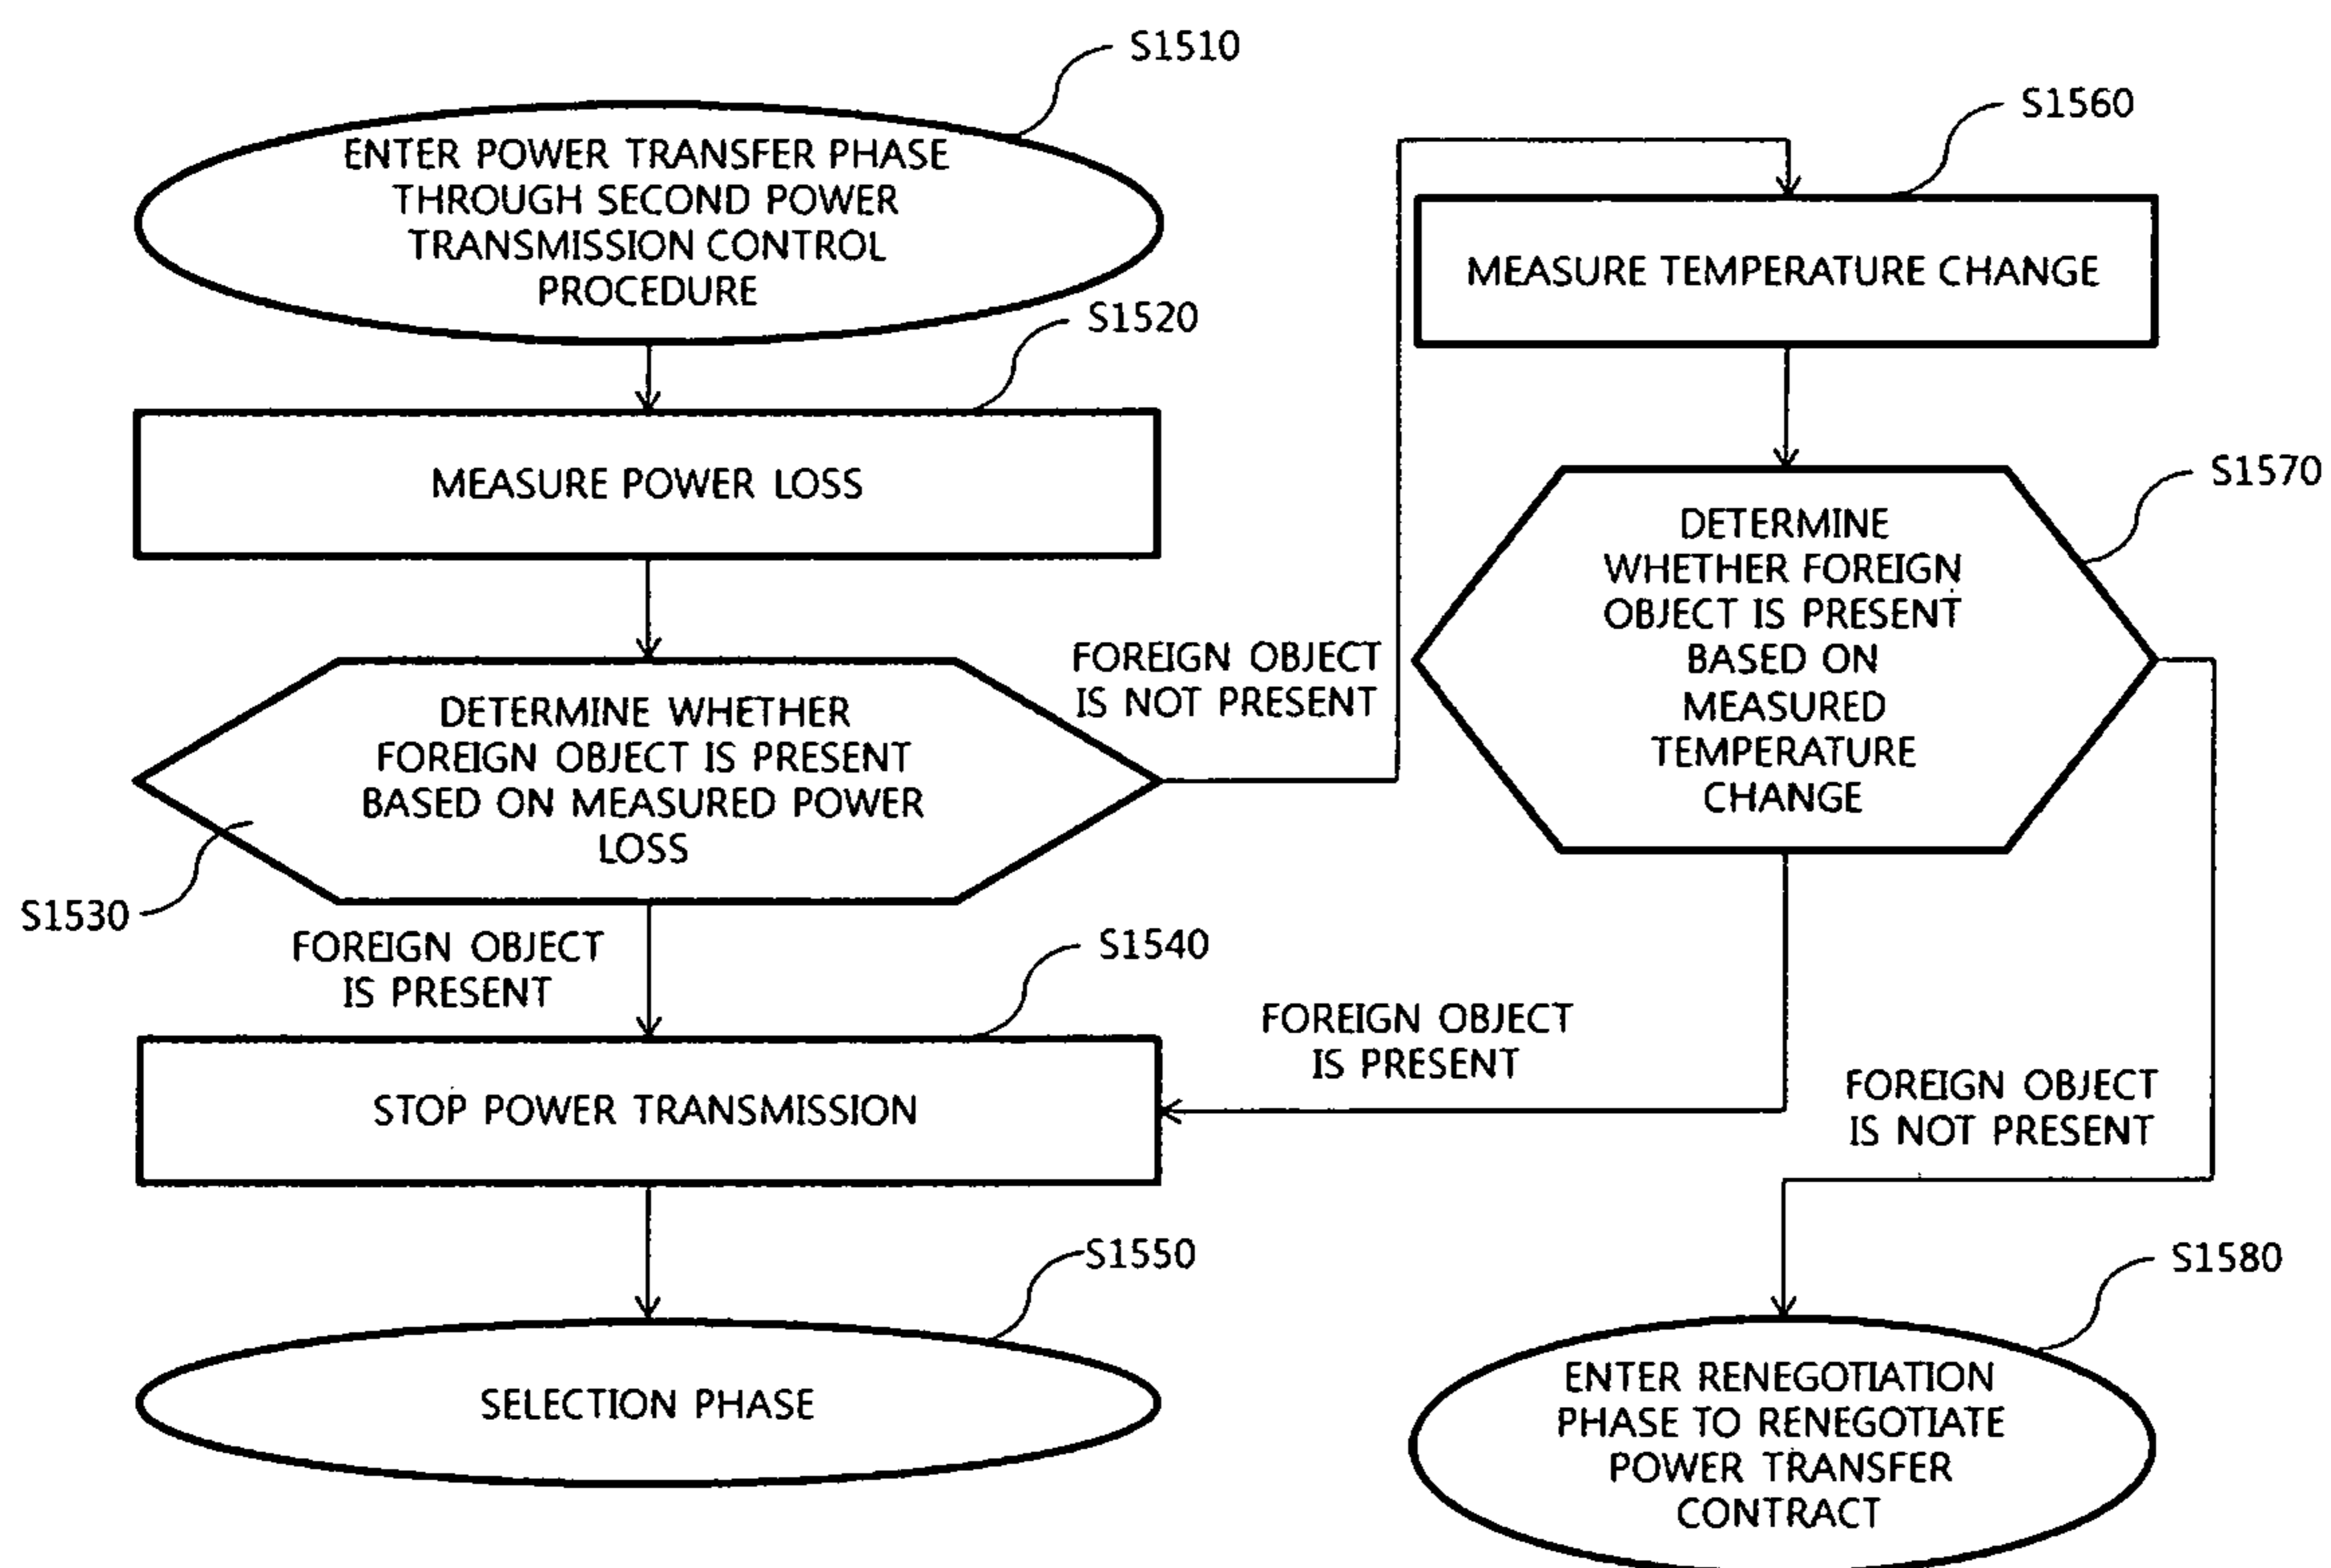 S1510
ENTER POWER TRANSFER PHASE
THROUGH SECOND POWER
TRANSMISSION CONTROL
PROCEDURE
S1520
MEASURE POWER LOSS
DETERMINE WHETHER
FOREIGN OBJECT IS PRESENT
BASED ON MEASURED POWER
LOSS
S1530
FOREIGN OBJECT
IS NOT PRESENT
FOREIGN OBJECT
IS PRESENT
S1540
STOP POWER TRANSMISSION
S1550
SELECTION PHASE
S1560
MEASURE TEMPERATURE CHANGE
S1570
DETERMINE
WHETHER FOREIGN
OBJECT IS PRESENT
BASED ON
MEASURED
TEMPERATURE
CHANGE
FOREIGN OBJECT
IS PRESENT
FOREIGN OBJECT
IS NOT PRESENT
S1580
ENTER RENEGOTIATION
PHASE TO RENEGOTIATE
POWER TRANSFER
CONTRACT